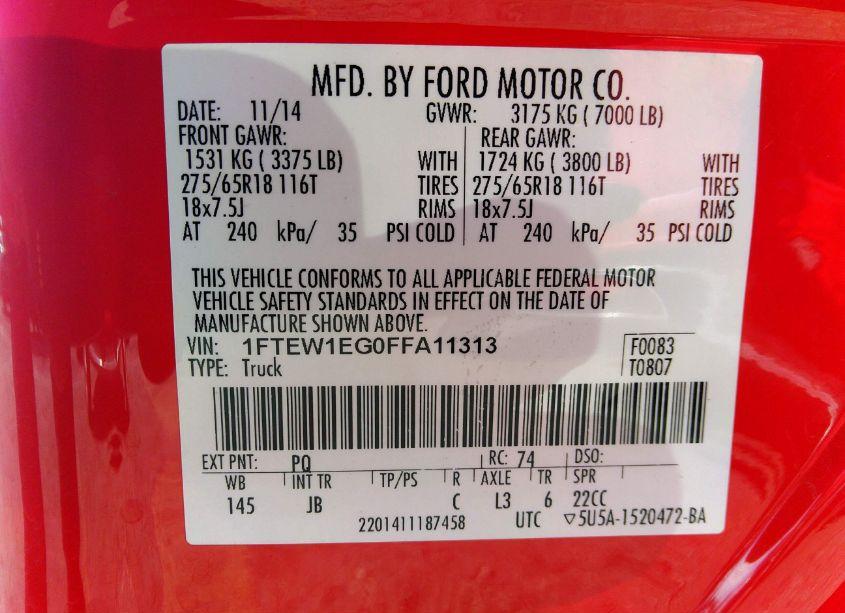 MFD. BY FORD MOTOR CO.
DATE: 11/14 GVWR: 3175 KG ( 7000 LB)
FRONT GAWR: REAR GAWR:
1531 KG ( 3375 LB) WITH 1724 KG ( 3800 LB) WITH
275/65R18 116T TIRES 275/65R18 116T TIRES
18x7.5J RIMS 18x7.5J RIMS
AT 240 kPa/ 35 PSI COLD AT 240 kPa/ 35 PSI COLD
THIS VEHICLE CONFORMS TO ALL APPLICABLE FEDERAL MOTOR
VEHICLE SAFETY STANDARDS IN EFFECT ON THE DATE OF
MANUFACTURE SHOWN ABOVE.
VIN: 1FTEW1EG0FFA11313 F0083
TYPE: Truck T0807
EXT PNT: PQ RC: 74 DSO:
WB INT TR TP/PS R AXLE TR SPR
145 JB C L3 6 22CC
2201411187458 UTC ▽5U5A-1520472-BA